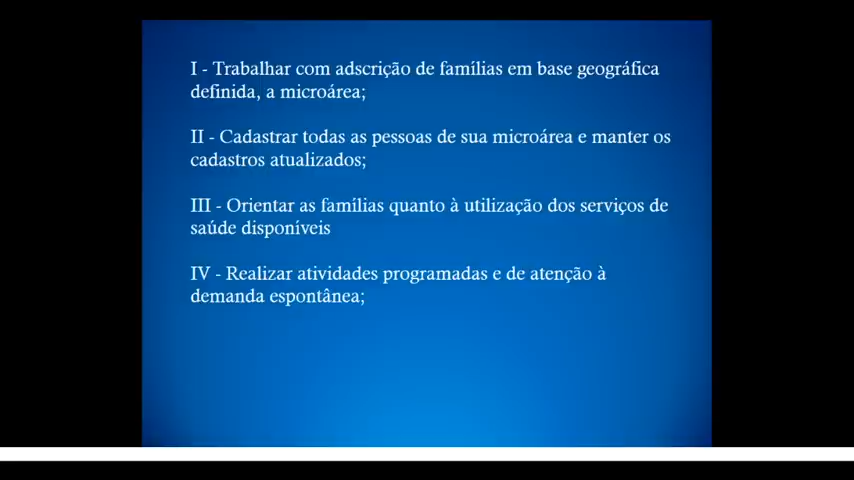 I - Trabalhar com adscrição de famílias em base geográfica
definida, a microárea;
II - Cadastrar todas as pessoas de sua microárea e manter os
cadastros atualizados;
III - Orientar as famílias quanto à utilização dos serviços de
saúde disponíveis
IV - Realizar atividades programadas e de atenção à
demanda espontânea;